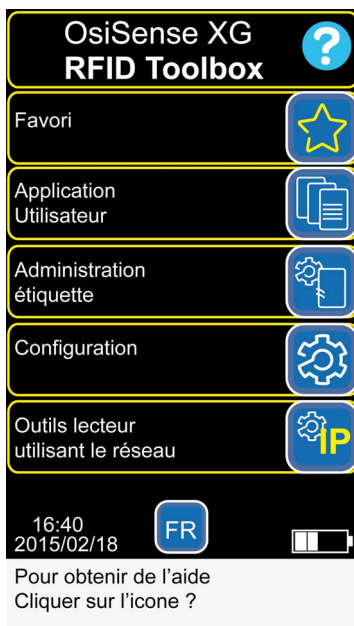 OsiSense XG
RFID Toolbox
?
Favori
Application
Utilisateur
Administration
étiquette
Configuration
Outils lecteur
utilisant le réseau
IP
16:40
2015/02/18
FR
Pour obtenir de l'aide
Cliquer sur l'icone ?